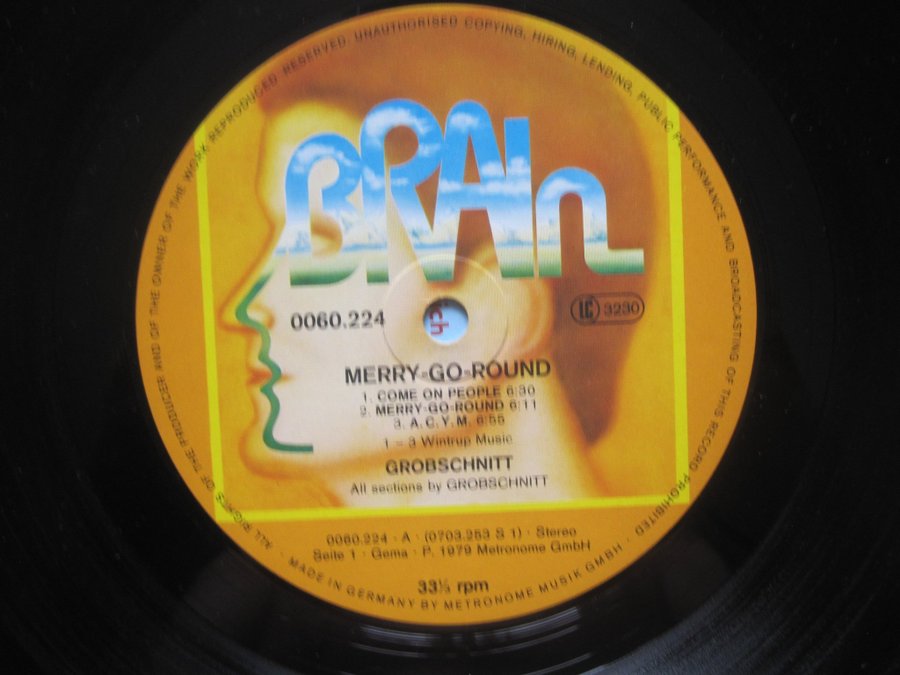 ALL RIGHTS OF THE PRODUCER AND OF THE OWNER OF THE WORK REPRODUCED RESERVED. UNAUTHORISED COPYING, HIRING, LENDING, PUBLIC PERFORMANCE AND BROADCASTING OF THIS RECORD PROHIBITED ·
BRAIN
0060.224
LC 3230
ch
MERRY-GO-ROUND
1. COME ON PEOPLE 6:30
2. MERRY-GO-ROUND 6:11
3. A.C.Y.M. 6:55
1 – 3 Wintrup Music
GROBSCHNITT
All sections by GROBSCHNITT
0060.224 · A · (0703.253 S 1) · Stereo
Seite 1 · Gema · P. 1979 Metronome GmbH
33⅓ rpm
· MADE IN GERMANY BY METRONOME MUSIK GMBH ·